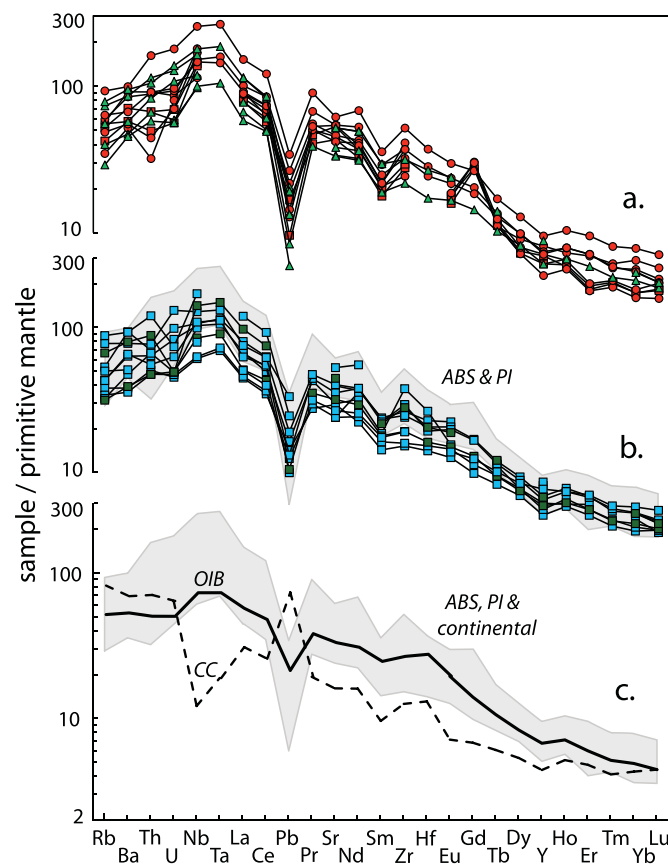 sample / primitive mantle
300
100
10
a.
300
100
10
ABS & PI
b.
300
100
10
2
OIB
CC
ABS, PI &
continental
c.
Rb Th Nb La Pb Sr Sm Hf Gd Dy Ho Tm Lu
Ba U Ta Ce Pr Nd Zr Eu Tb Y Er Yb